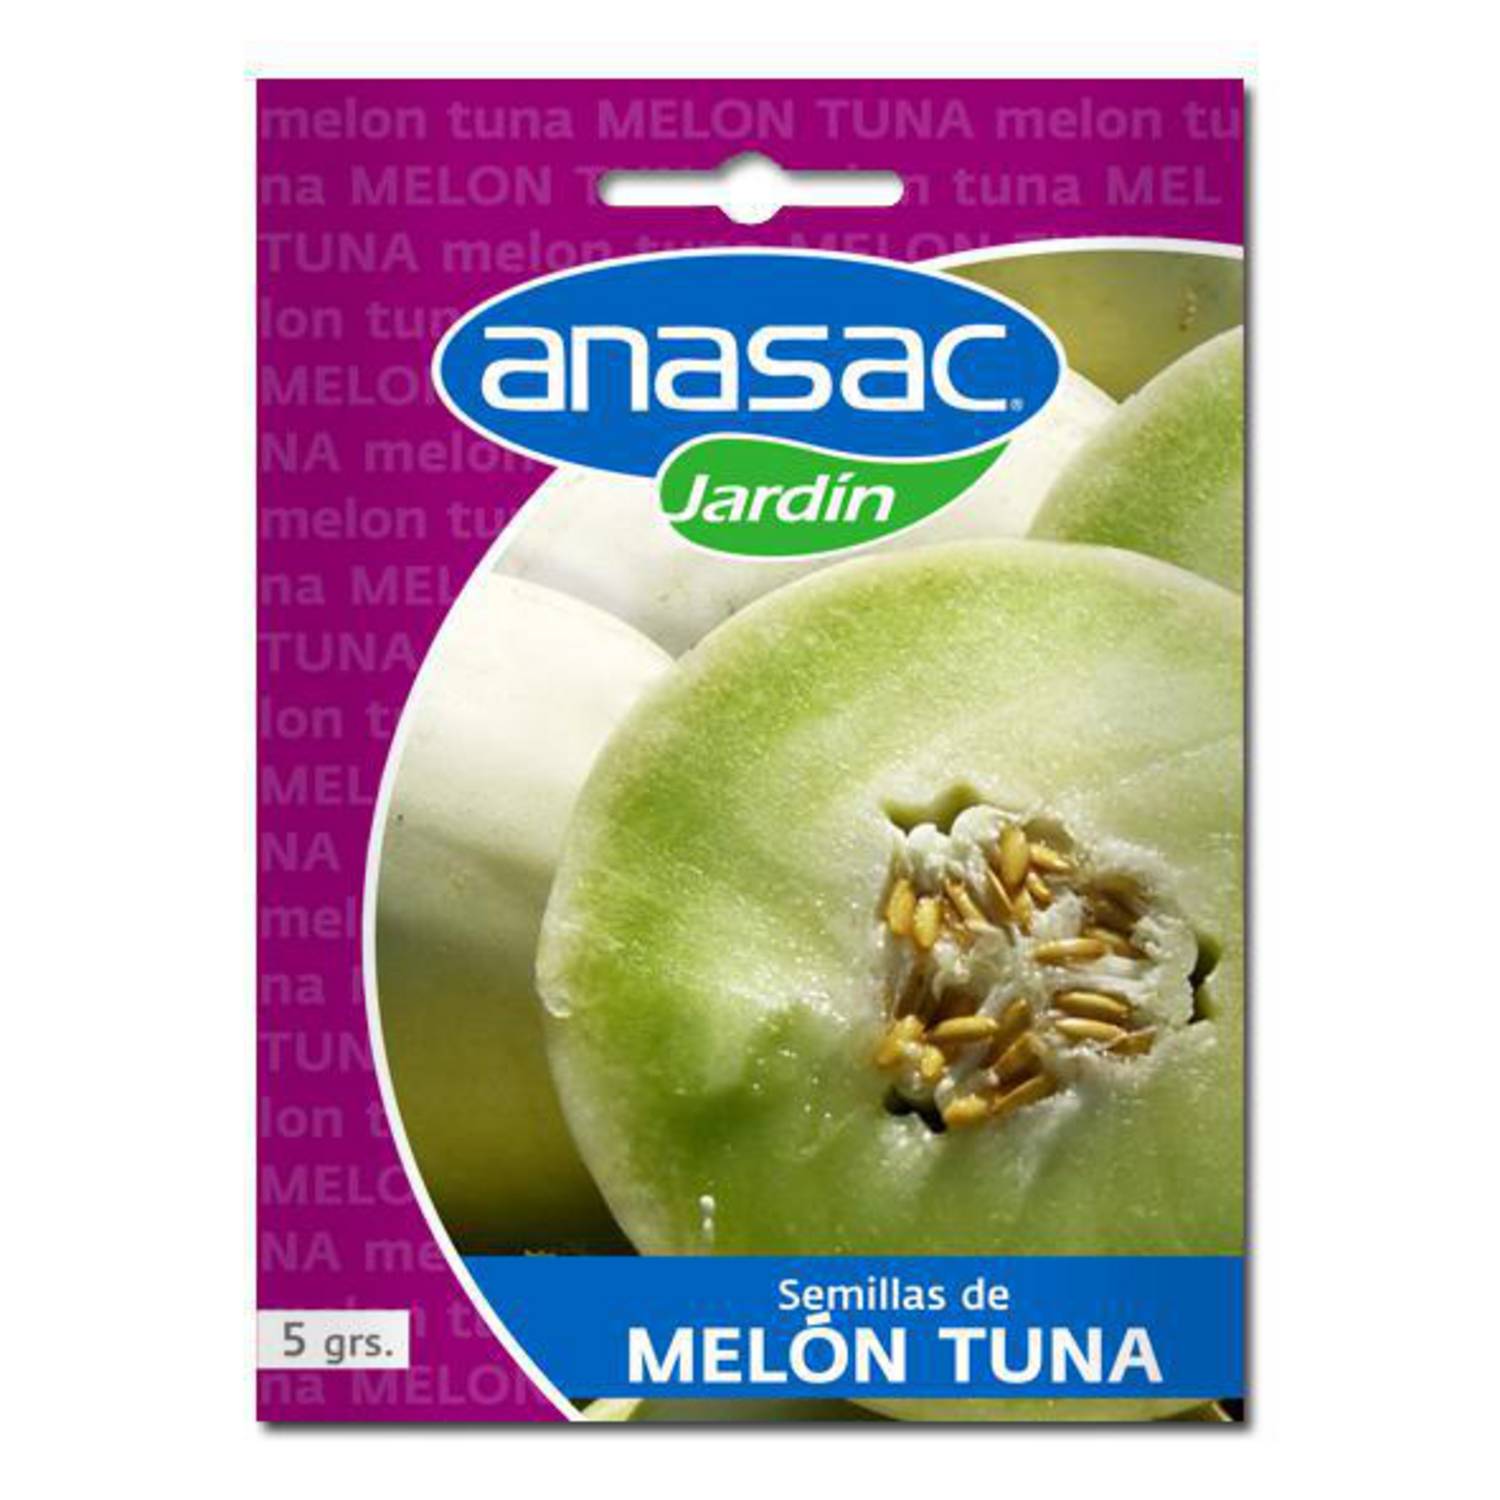 melon tuna MELON TUNA melon tu
na MELON T n tuna MEL
TUNA melon tuna MELON TUNA
lon tun
MELO
NA melon
melon tu
na MEL
TUNA
lon t
MEL
NA
mel
na
TUN
lon t
MELO
NA me
n tu
na MELON
anasac®
Jardín
Semillas de
MELÓN TUNA
5 grs.